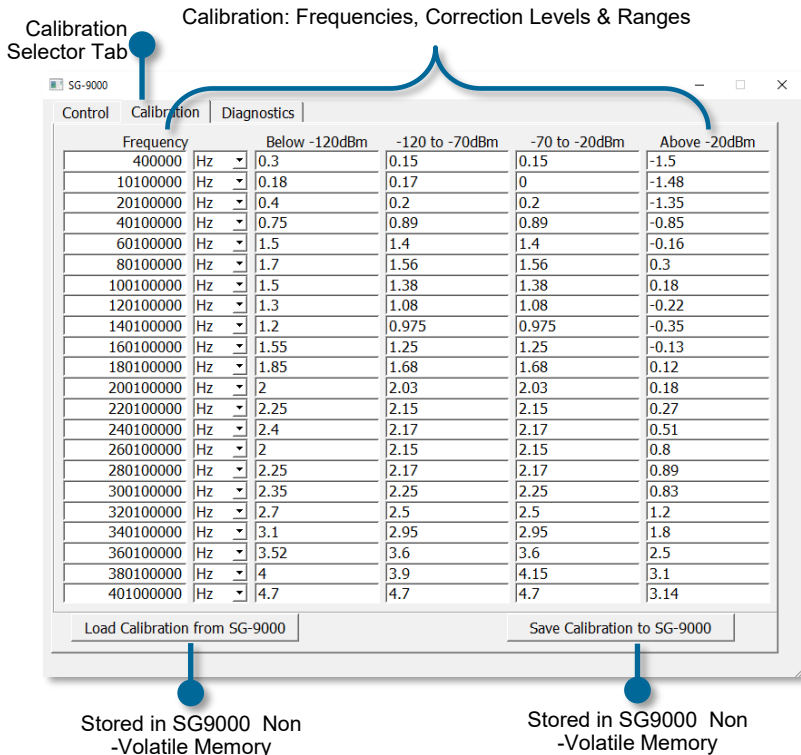 Calibration: Frequencies, Correction Levels & Ranges
Calibration
Selector Tab
SG-9000
Control Calibration Diagnostics
Frequency Below -120dBm -120 to -70dBm -70 to -20dBm Above -20dBm
400000 Hz 0.3 0.15 0.15 -1.5
10100000 Hz 0.18 0.17 0 -1.48
20100000 Hz 0.4 0.2 0.2 -1.35
40100000 Hz 0.75 0.89 0.89 -0.85
60100000 Hz 1.5 1.4 1.4 -0.16
80100000 Hz 1.7 1.56 1.56 0.3
100100000 Hz 1.5 1.38 1.38 0.18
120100000 Hz 1.3 1.08 1.08 -0.22
140100000 Hz 1.2 0.975 0.975 -0.35
160100000 Hz 1.55 1.25 1.25 -0.13
180100000 Hz 1.85 1.68 1.68 0.12
200100000 Hz 2 2.03 2.03 0.18
220100000 Hz 2.25 2.15 2.15 0.27
240100000 Hz 2.4 2.17 2.17 0.51
260100000 Hz 2 2.15 2.15 0.8
280100000 Hz 2.25 2.17 2.17 0.89
300100000 Hz 2.35 2.25 2.25 0.83
320100000 Hz 2.7 2.5 2.5 1.2
340100000 Hz 3.1 2.95 2.95 1.8
360100000 Hz 3.52 3.6 3.6 2.5
380100000 Hz 4 3.9 4.15 3.1
401000000 Hz 4.7 4.7 4.7 3.14
Load Calibration from SG-9000 Save Calibration to SG-9000
Stored in SG9000 Non
-Volatile Memory
Stored in SG9000 Non
-Volatile Memory